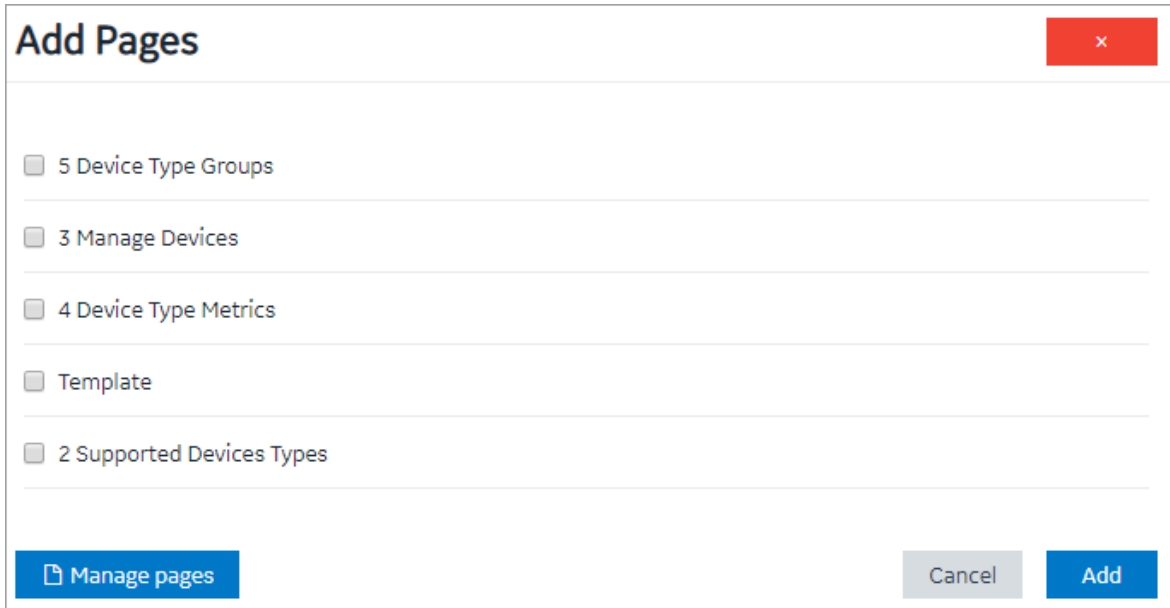 Add Pages
×
5 Device Type Groups
3 Manage Devices
4 Device Type Metrics
Template
2 Supported Devices Types
Manage pages
Cancel
Add